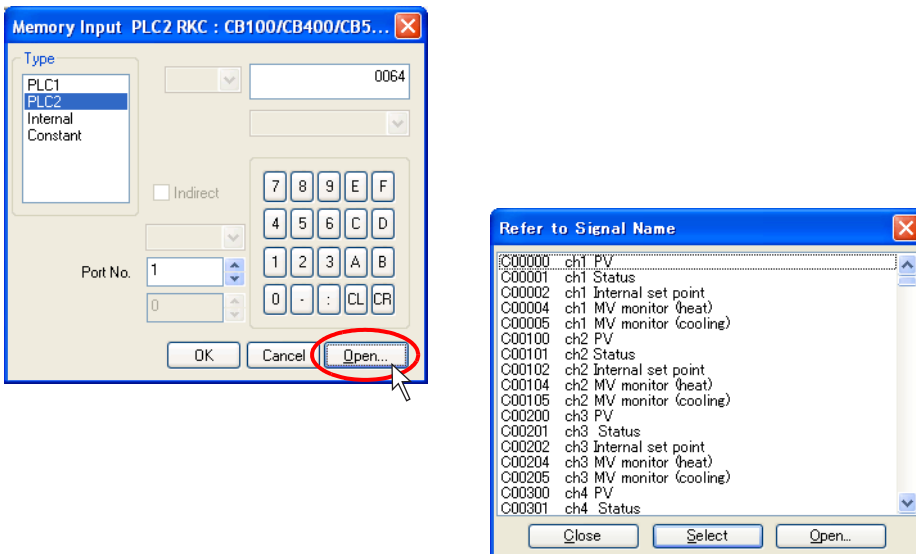 Memory Input PLC2 RKC : CB100/CB400/CB5...
Type
PLC1
PLC2
Internal
Constant
0064
Indirect
7 8 9 E F
4 5 6 C D
1 2 3 A B
0 - : CL CR
Port No. 1
0
OK Cancel Open...
Refer to Signal Name
C00000 ch1 PV
C00001 ch1 Status
C00002 ch1 Internal set point
C00004 ch1 MV monitor (heat)
C00005 ch1 MV monitor (cooling)
C00100 ch2 PV
C00101 ch2 Status
C00102 ch2 Internal set point
C00104 ch2 MV monitor (heat)
C00105 ch2 MV monitor (cooling)
C00200 ch3 PV
C00201 ch3 Status
C00202 ch3 Internal set point
C00204 ch3 MV monitor (heat)
C00205 ch3 MV monitor (cooling)
C00300 ch4 PV
C00301 ch4 Status
Close Select Open...